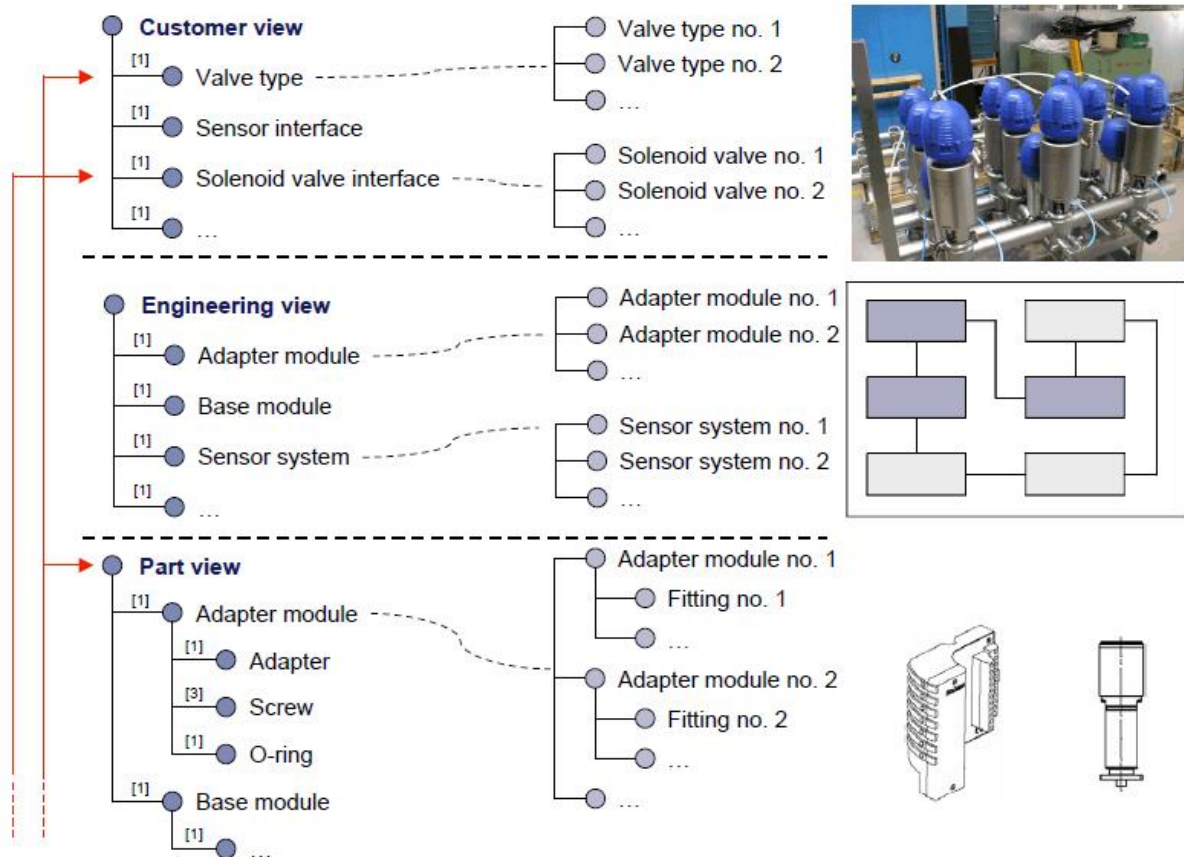 Customer view
[1] Valve type
[1] Sensor interface
[1] Solenoid valve interface
[1] ...
Valve type no. 1
Valve type no. 2
...
Solenoid valve no. 1
Solenoid valve no. 2
...
Engineering view
[1] Adapter module
[1] Base module
[1] Sensor system
[1] ...
Adapter module no. 1
Adapter module no. 2
...
Sensor system no. 1
Sensor system no. 2
...
Part view
[1] Adapter module
[1] Adapter
[3] Screw
[1] O-ring
[1] Base module
[1] ...
Adapter module no. 1
Fitting no. 1
...
Adapter module no. 2
Fitting no. 2
...
...